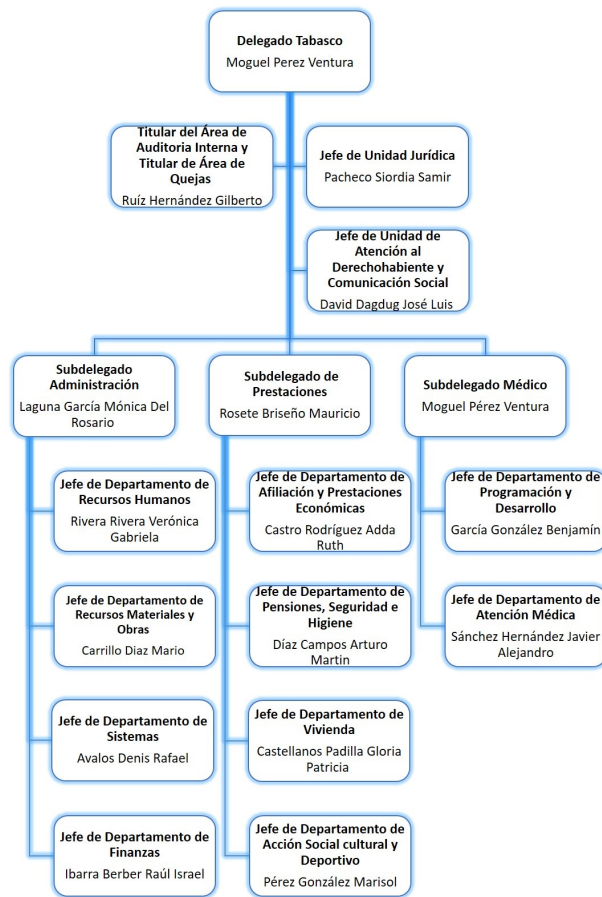 Delegado Tabasco
Moguel Perez Ventura
Titular del Área de
Auditoria Interna y
Titular de Área de
Quejas
Ruíz Hernández Gilberto
Jefe de Unidad Jurídica
Pacheco Siordia Samir
Jefe de Unidad de
Atención al
Derechohabiente y
Comunicación Social
David Dagdug José Luis
Subdelegado
Administración
Laguna García Mónica Del
Rosario
Subdelegado de
Prestaciones
Rosete Briseño Mauricio
Subdelegado Médico
Moguel Pérez Ventura
Jefe de Departamento de
Recursos Humanos
Rivera Rivera Verónica
Gabriela
Jefe de Departamento de
Afiliación y Prestaciones
Económicas
Castro Rodríguez Adda
Ruth
Jefe de Departamento de
Programación y
Desarrollo
García González Benjamín
Jefe de Departamento de
Recursos Materiales y
Obras
Carrillo Diaz Mario
Jefe de Departamento de
Pensiones, Seguridad e
Higiene
Díaz Campos Arturo
Martin
Jefe de Departamento de
Atención Médica
Sánchez Hernández Javier
Alejandro
Jefe de Departamento de
Sistemas
Avalos Denis Rafael
Jefe de Departamento de
Vivienda
Castellanos Padilla Gloria
Patricia
Jefe de Departamento de
Finanzas
Ibarra Berber Raúl Israel
Jefe de Departamento de
Acción Social cultural y
Deportivo
Pérez González Marisol